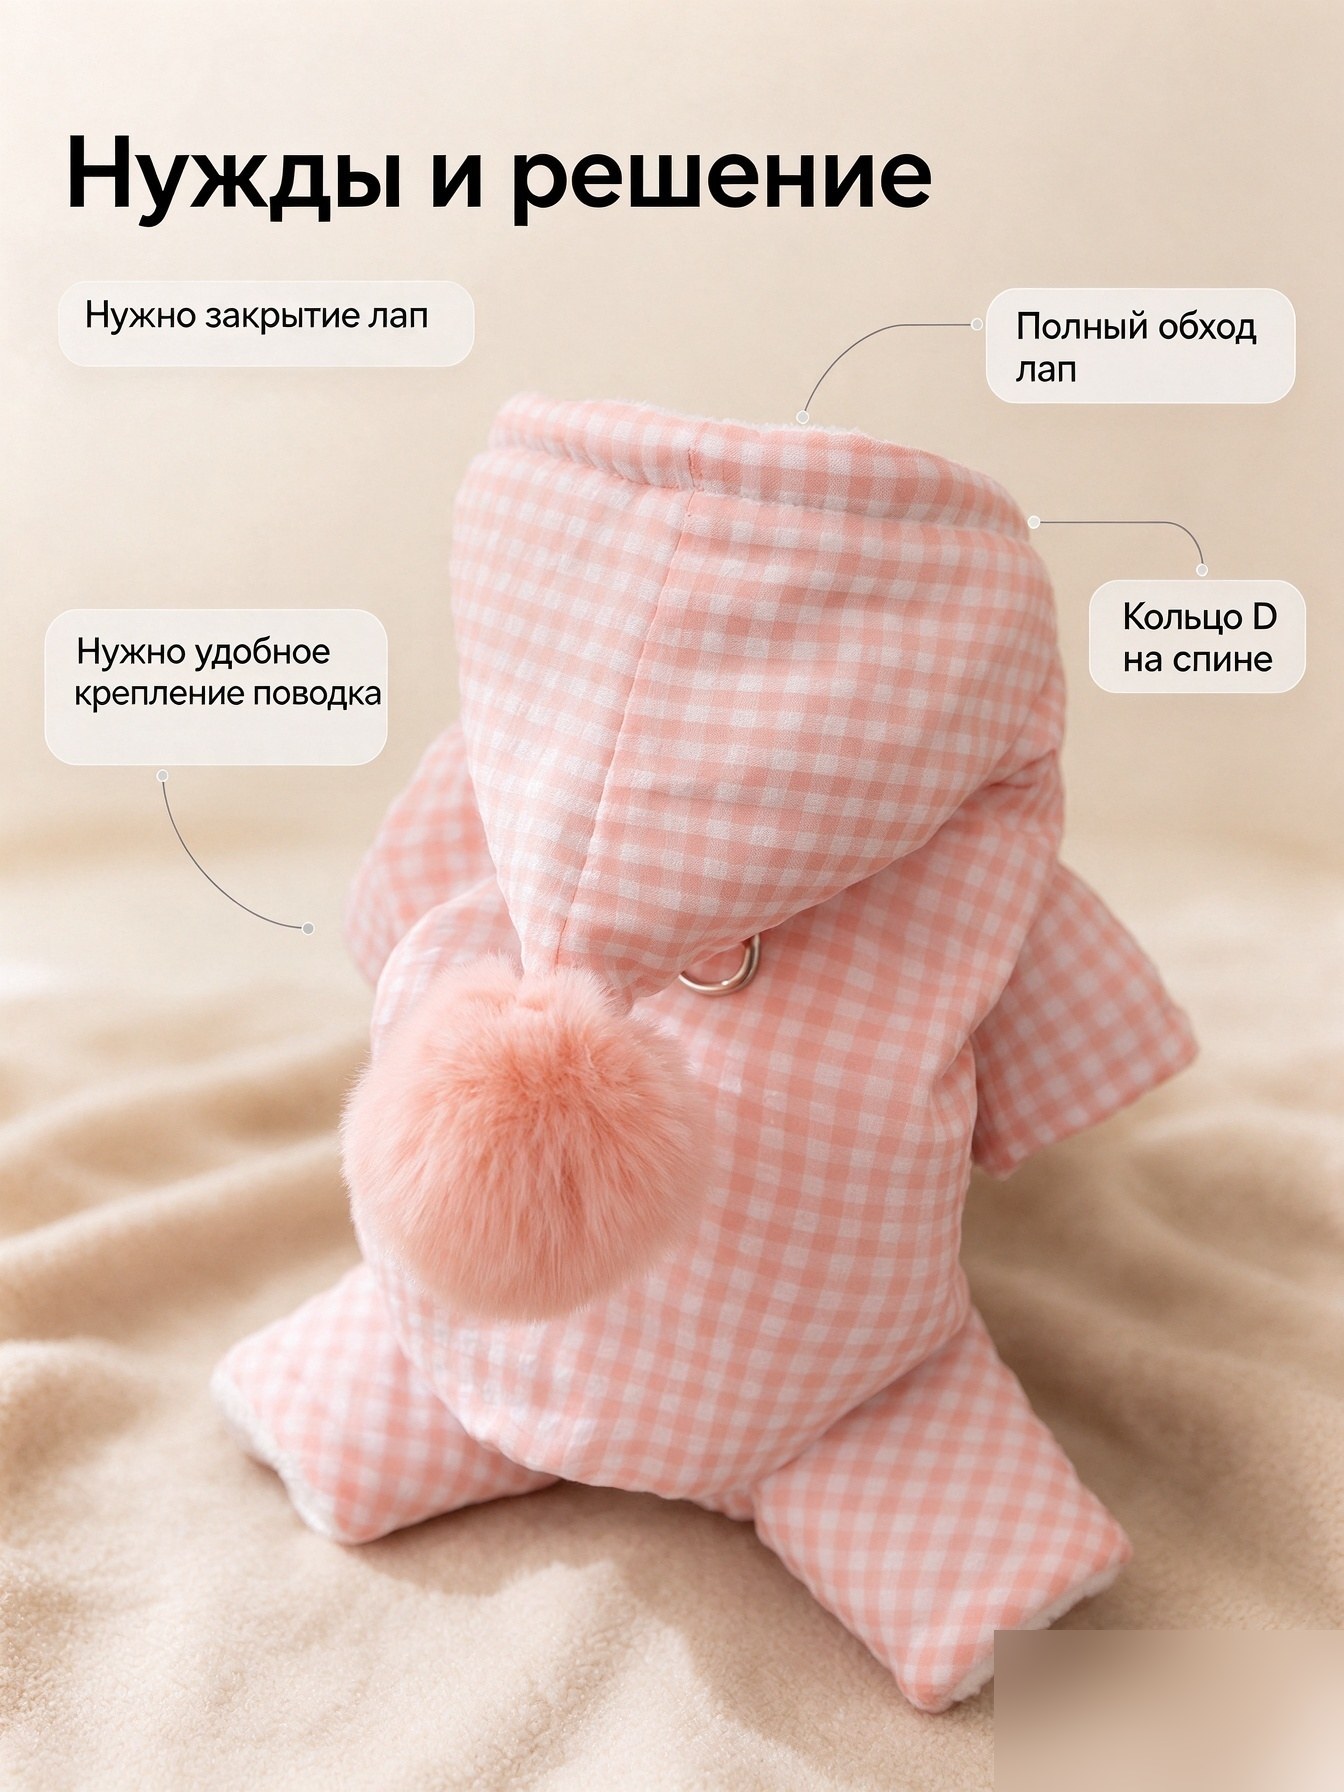 Нужды и решение
Нужно закрытие лап
Полный обход
лап
Кольцо D
на спине
Нужно удобное
крепление поводка